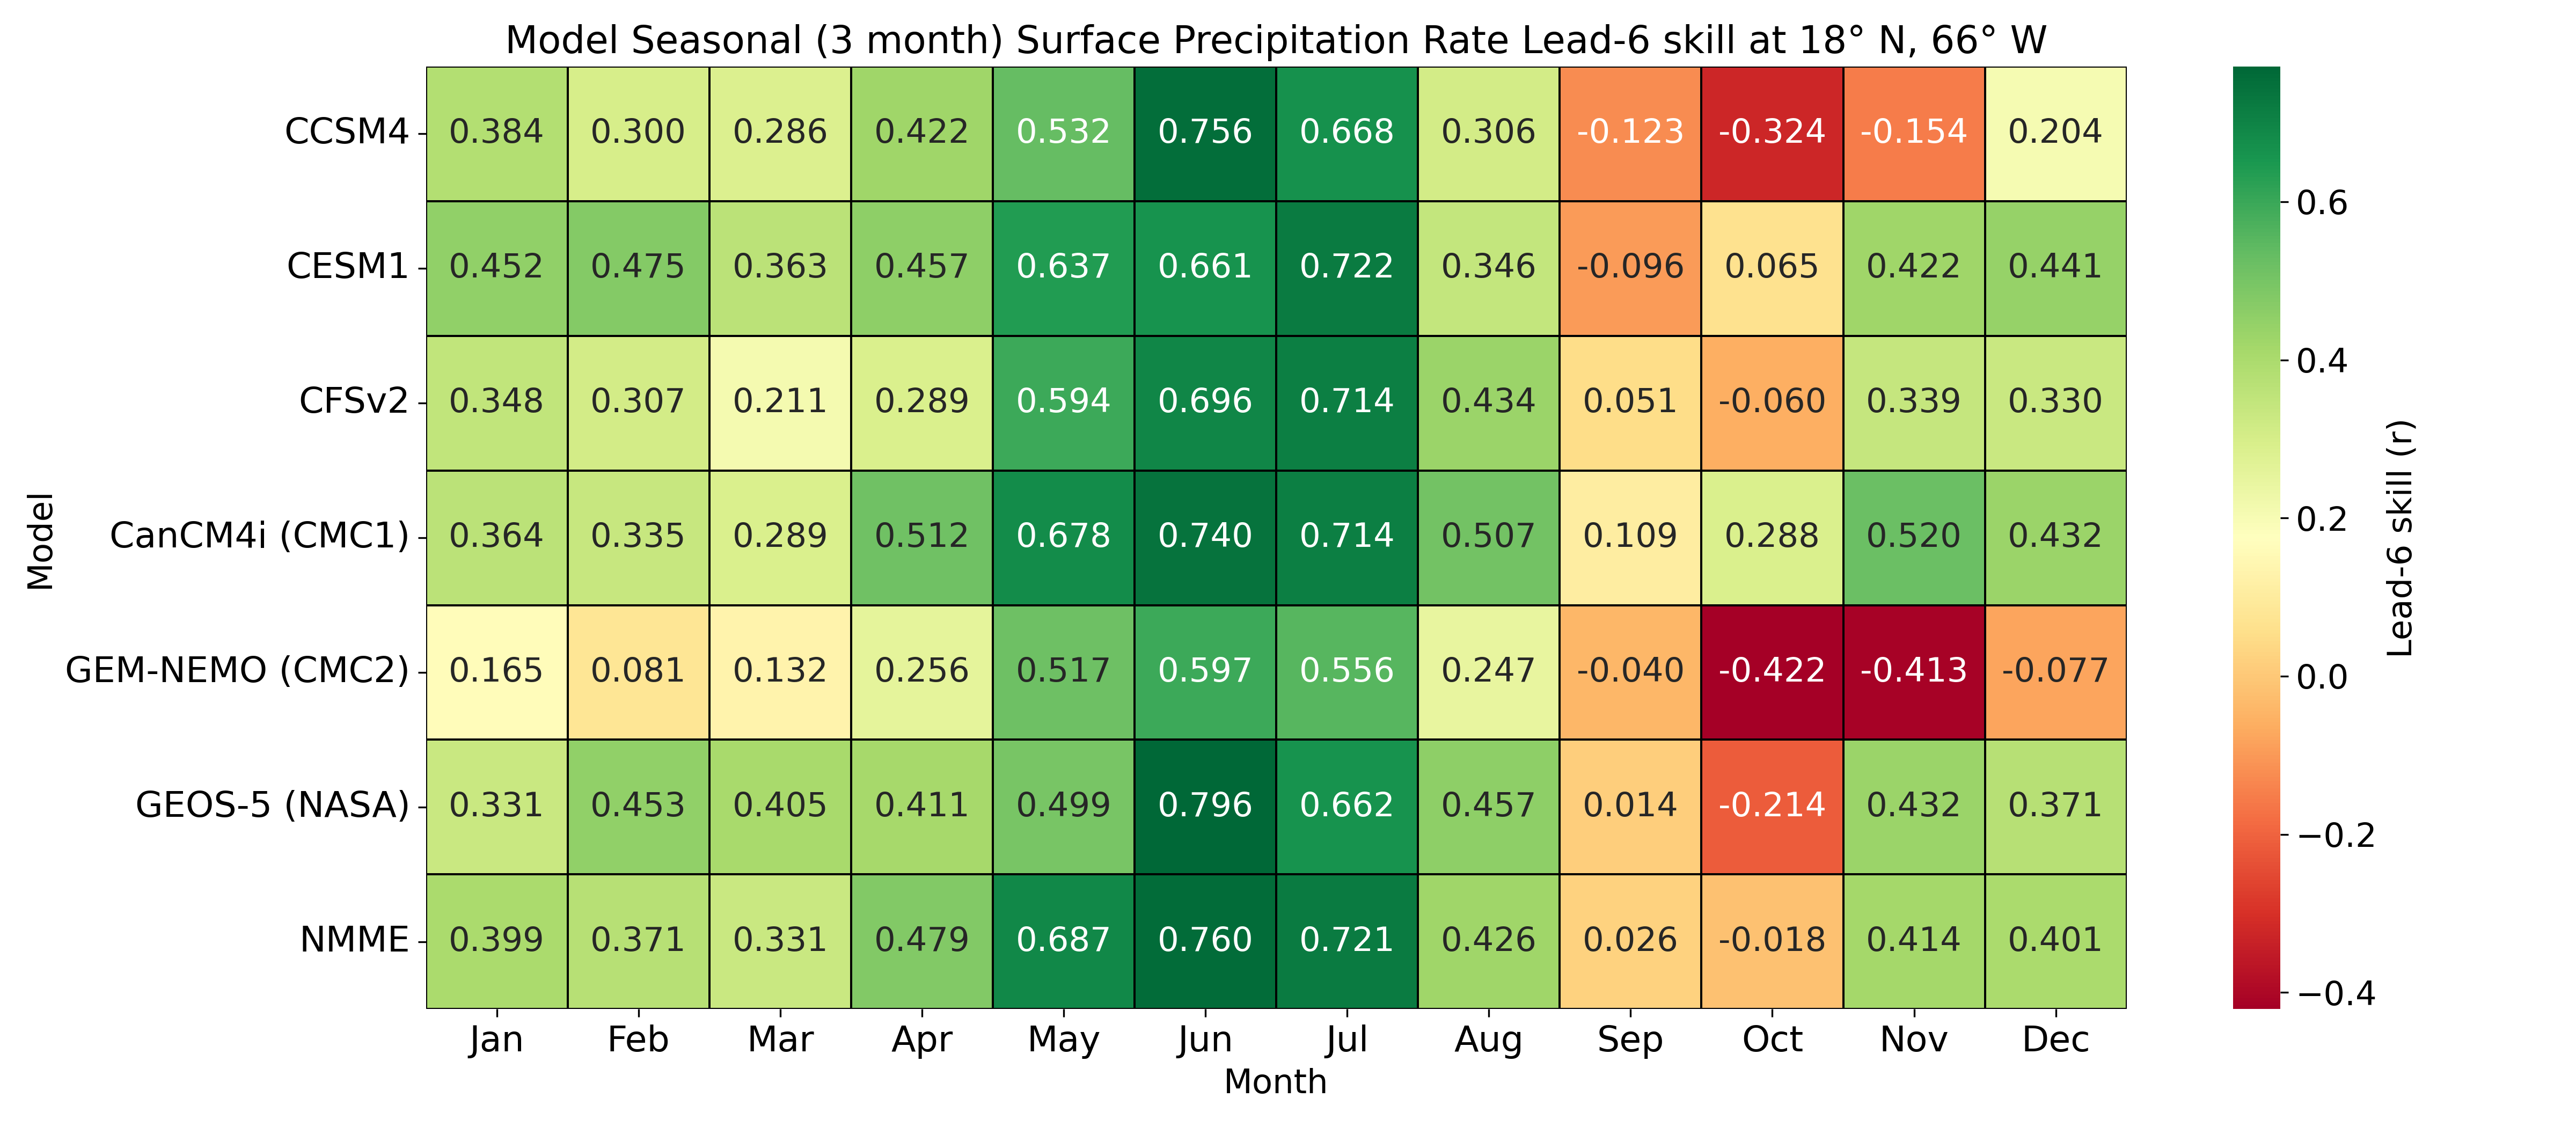 Model Seasonal (3 month) Surface Precipitation Rate Lead-6 skill at 18° N, 66° W
Model
CCSM4 0.384 0.300 0.286 0.422 0.532 0.756 0.668 0.306 -0.123 -0.324 -0.154 0.204
CESM1 0.452 0.475 0.363 0.457 0.637 0.661 0.722 0.346 -0.096 0.065 0.422 0.441
CFSv2 0.348 0.307 0.211 0.289 0.594 0.696 0.714 0.434 0.051 -0.060 0.339 0.330
CanCM4i (CMC1) 0.364 0.335 0.289 0.512 0.678 0.740 0.714 0.507 0.109 0.288 0.520 0.432
GEM-NEMO (CMC2) 0.165 0.081 0.132 0.256 0.517 0.597 0.556 0.247 -0.040 -0.422 -0.413 -0.077
GEOS-5 (NASA) 0.331 0.453 0.405 0.411 0.499 0.796 0.662 0.457 0.014 -0.214 0.432 0.371
NMME 0.399 0.371 0.331 0.479 0.687 0.760 0.721 0.426 0.026 -0.018 0.414 0.401
Jan Feb Mar Apr May Jun Jul Aug Sep Oct Nov Dec
Month
0.6
0.4
0.2
0.0
−0.2
−0.4
Lead-6 skill (r)